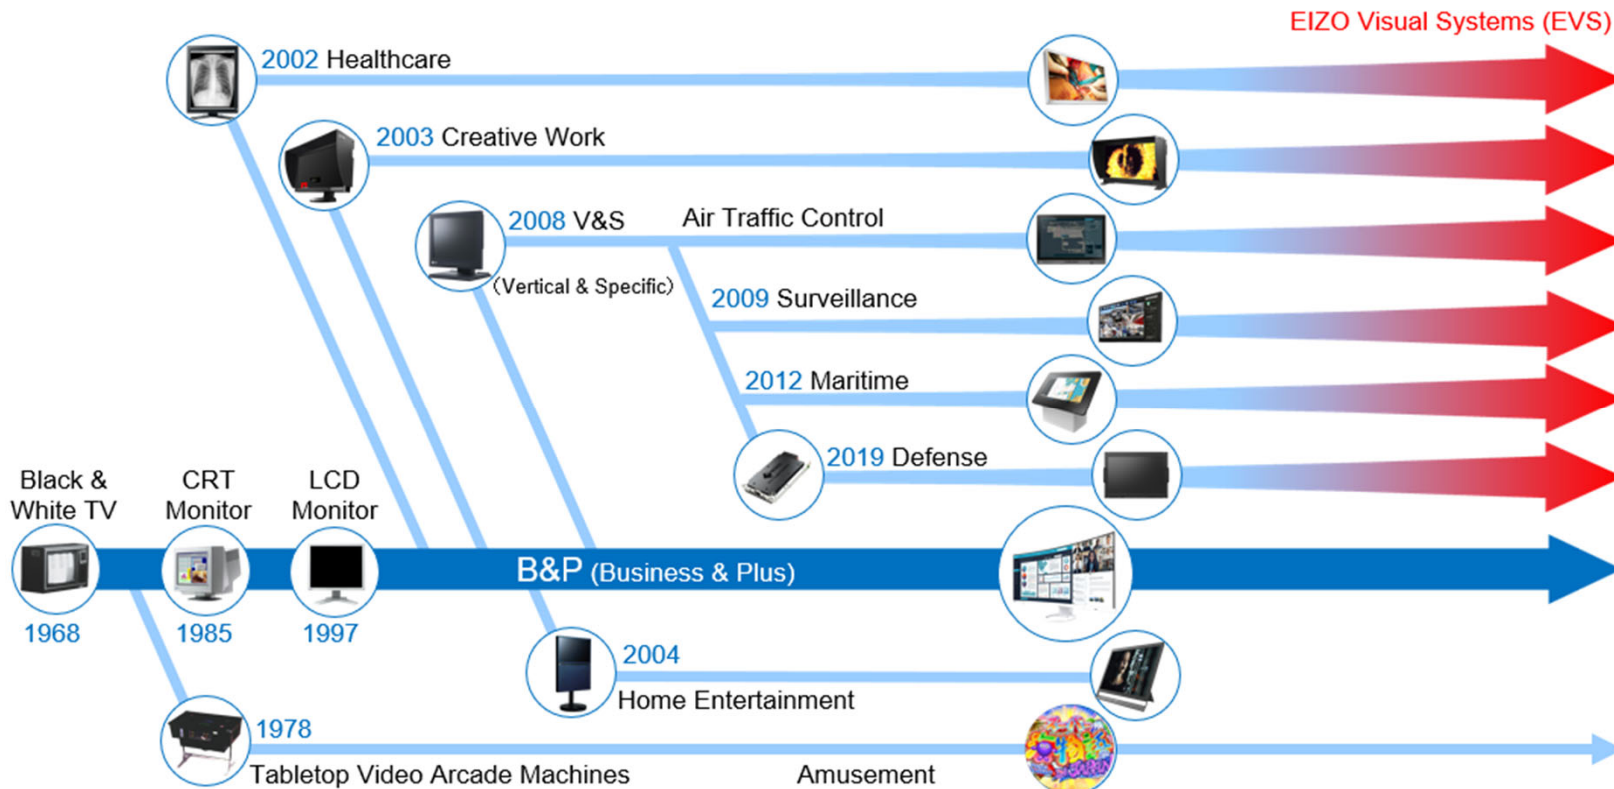 EIZO Visual Systems (EVS)
2002 Healthcare
2003 Creative Work
2008 V&S
Air Traffic Control
(Vertical & Specific)
2009 Surveillance
2012 Maritime
2019 Defense
Black &
White TV
CRT
Monitor
LCD
Monitor
B&P (Business & Plus)
1968
1985
1997
2004
Home Entertainment
1978
Tabletop Video Arcade Machines
Amusement